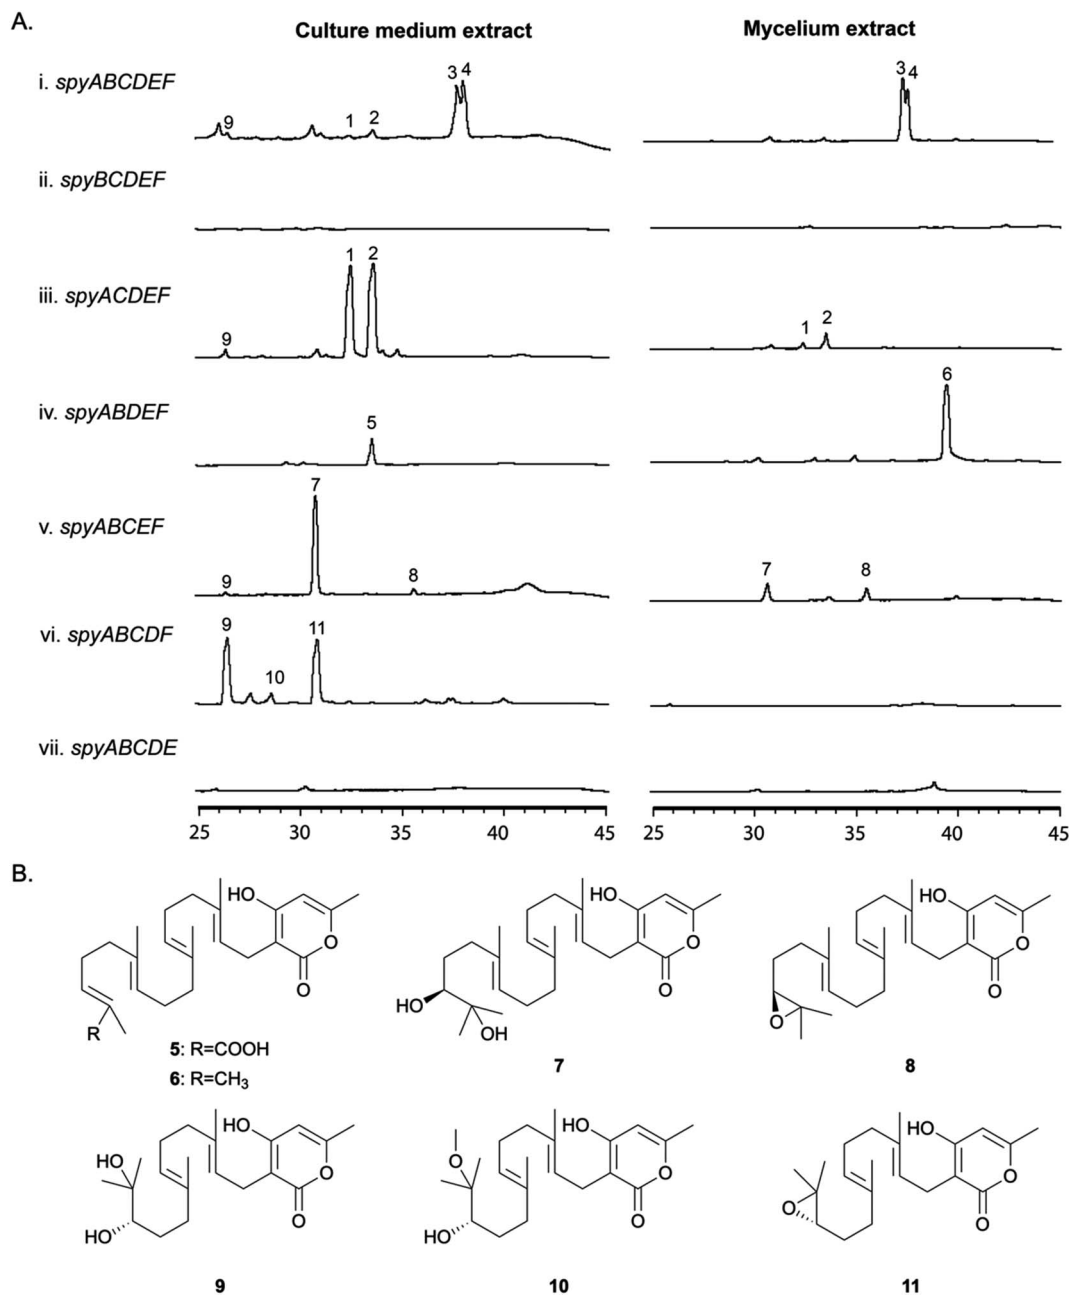 A.
Culture medium extract
Mycelium extract
i. spyABCDEF
9
1
2
3 4
3 4
ii. spyBCDEF
iii. spyACDEF
9
1
2
1
2
iv. spyABDEF
5
6
v. spyABCEF
9
7
8
7
8
vi. spyABCDF
9
10
11
vii. spyABCDE
25 30 35 40 45
25 30 35 40 45
B.
HO
O
O
R
5: R=COOH
6: R=CH₃
HO
O
O
HO
OH
7
HO
O
O
O
8
HO
O
O
HO
HO
9
HO
O
O
O
HO
10
HO
O
O
O
11